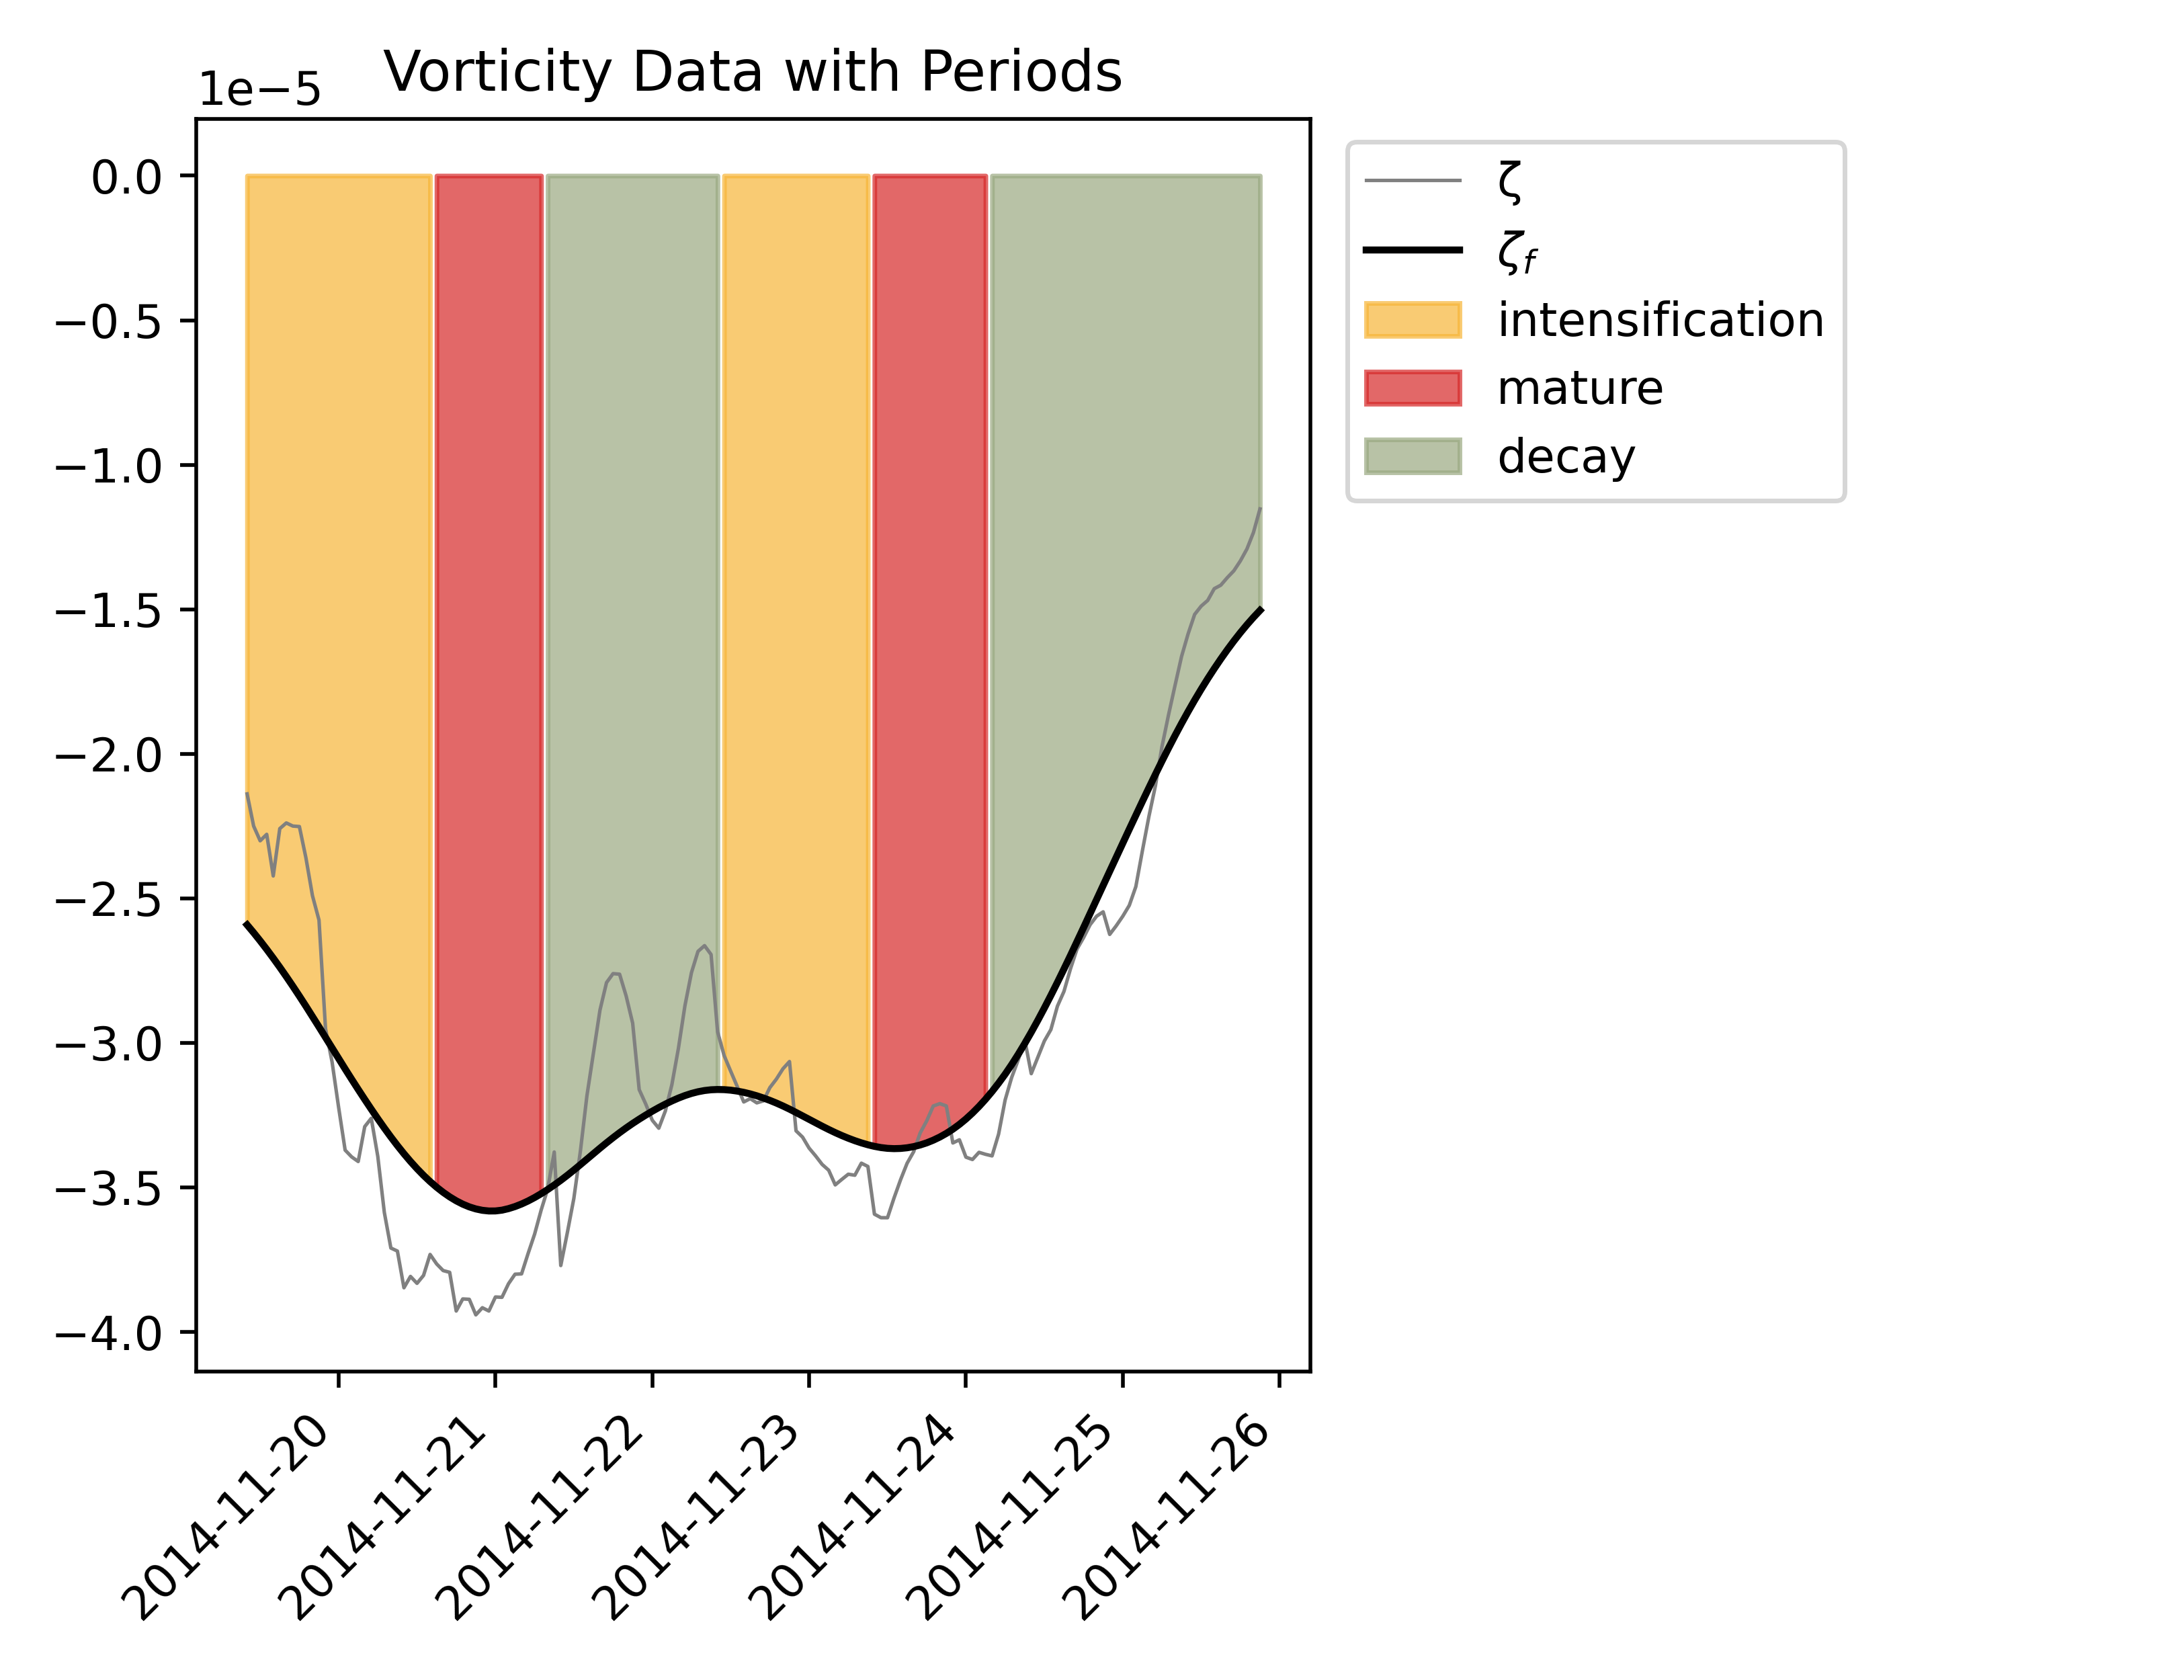 Vorticity Data with Periods
1e−5
0.0
−0.5
−1.0
−1.5
−2.0
−2.5
−3.0
−3.5
−4.0
2014-11-20
2014-11-21
2014-11-22
2014-11-23
2014-11-24
2014-11-25
2014-11-26
ζ
ζf
intensification
mature
decay